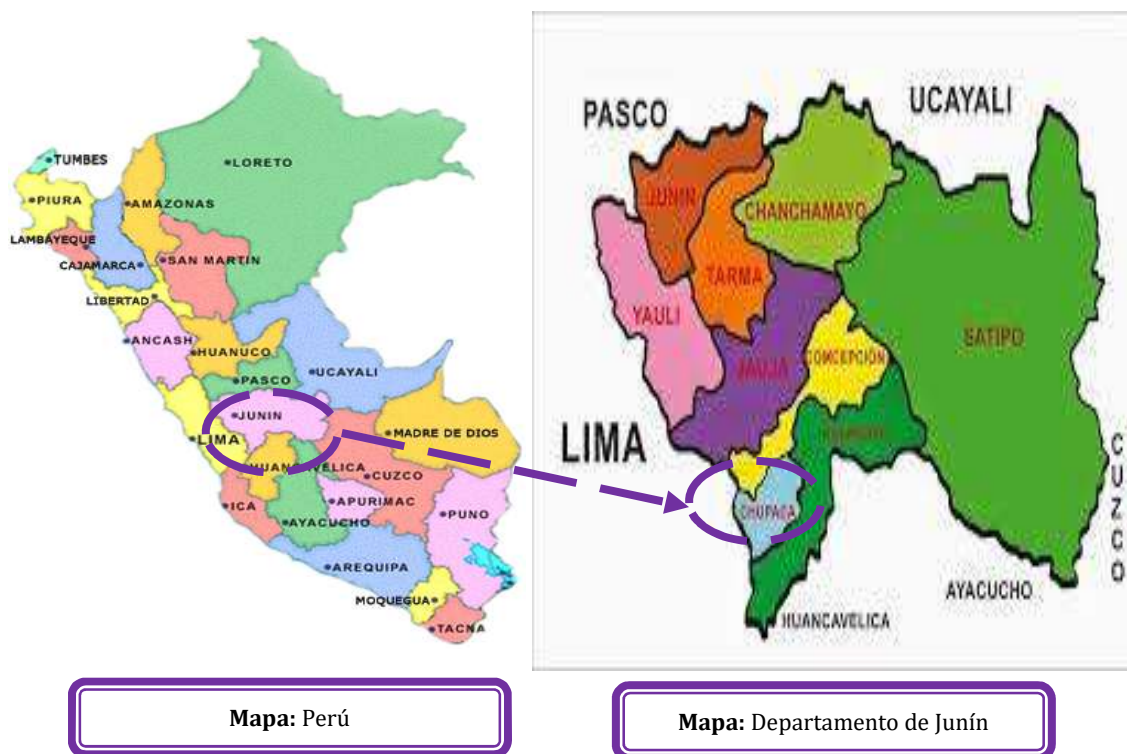 TUMBES
LORETO
PIURA
AMAZONAS
LAMBAYEQUE
SAN MARTIN
CAJAMARCA
LIBERTAD
ANCASH
HUANUCO
UCAYALI
PASCO
JUNIN
LIMA
MADRE DE DIOS
HUANCAVELICA
CUZCO
ICA
APURIMAC
PUNO
AYACUCHO
AREQUIPA
MOQUEGUA
TACNA
Mapa: Perú
PASCO
UCAYALI
JUNIN
CHANCHAMAYO
TARMA
YAULI
SATIPO
CONCEPCIÓN
JAUJA
LIMA
CUZCO
CHUPACA
AYACUCHO
HUANCAVELICA
Mapa: Departamento de Junín